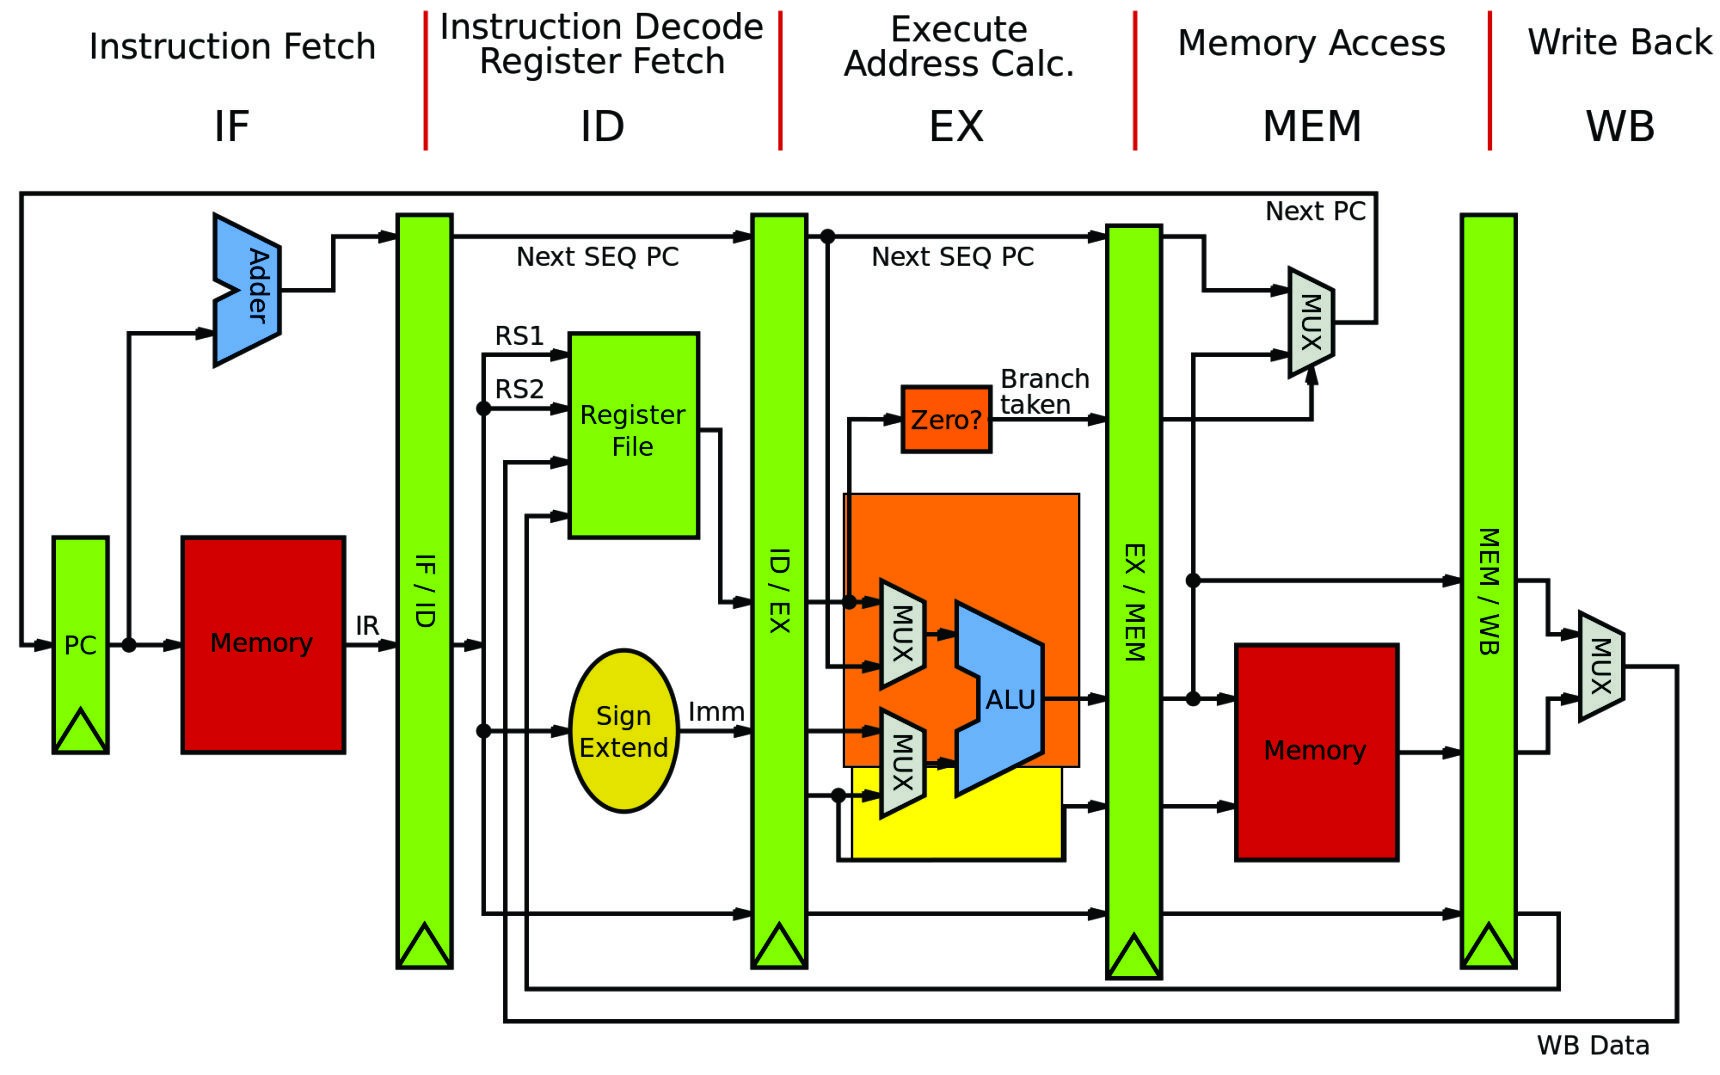 Instruction Fetch
IF
Instruction Decode
Register Fetch
ID
Execute
Address Calc.
EX
Memory Access
MEM
Write Back
WB
Next PC
Adder
Next SEQ PC
Next SEQ PC
MUX
RS1
RS2
Register
File
Zero?
Branch
taken
PC
Memory
IR
IF / ID
Sign
Extend
Imm
ID / EX
MUX
MUX
ALU
EX / MEM
Memory
MEM / WB
MUX
WB Data